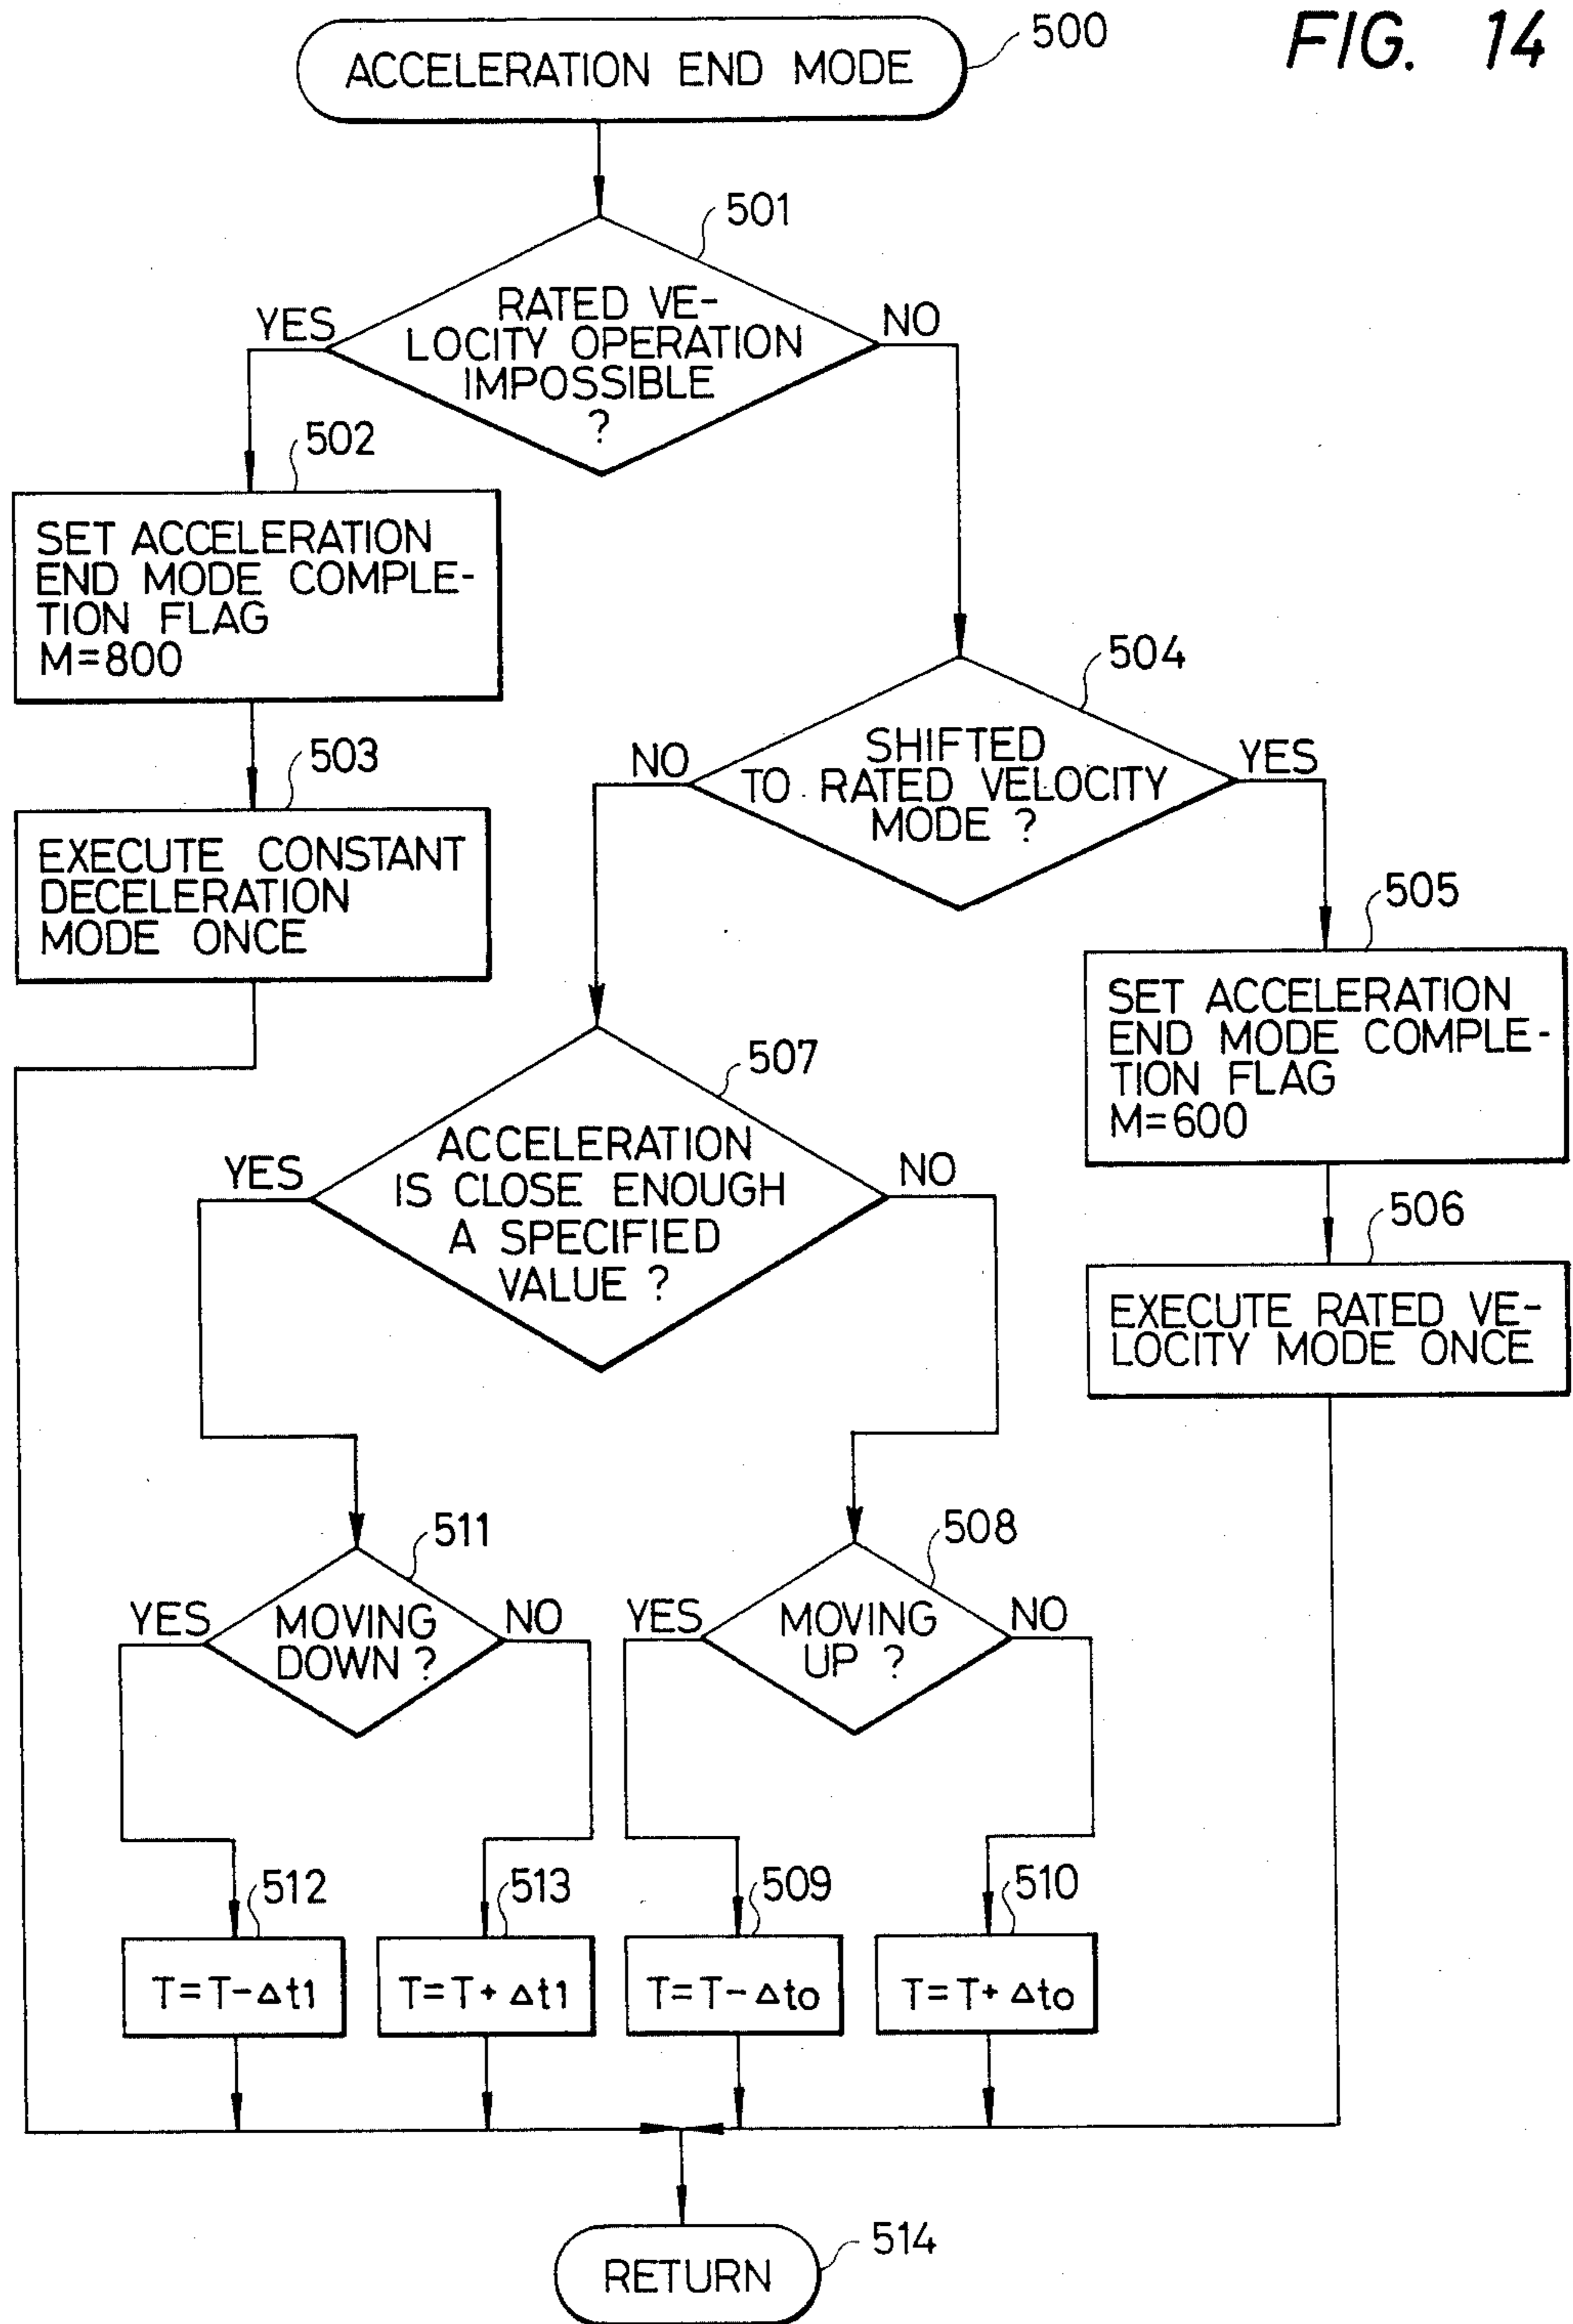 FIG. 14
ACCELERATION END MODE
500
501
RATED VE-
LOCITY OPERATION
IMPOSSIBLE
?
YES
NO
502
SET ACCELERATION
END MODE COMPLE-
TION FLAG
M=800
503
EXECUTE CONSTANT
DECELERATION
MODE ONCE
504
SHIFTED
TO RATED VELOCITY
MODE ?
NO
YES
505
SET ACCELERATION
END MODE COMPLE-
TION FLAG
M=600
506
EXECUTE RATED VE-
LOCITY MODE ONCE
507
ACCELERATION
IS CLOSE ENOUGH
A SPECIFIED
VALUE ?
YES
NO
511
MOVING
DOWN ?
YES
NO
508
MOVING
UP ?
YES
NO
512
T=T-Δt1
513
T=T+Δt1
509
T=T-Δto
510
T=T+Δto
RETURN
514